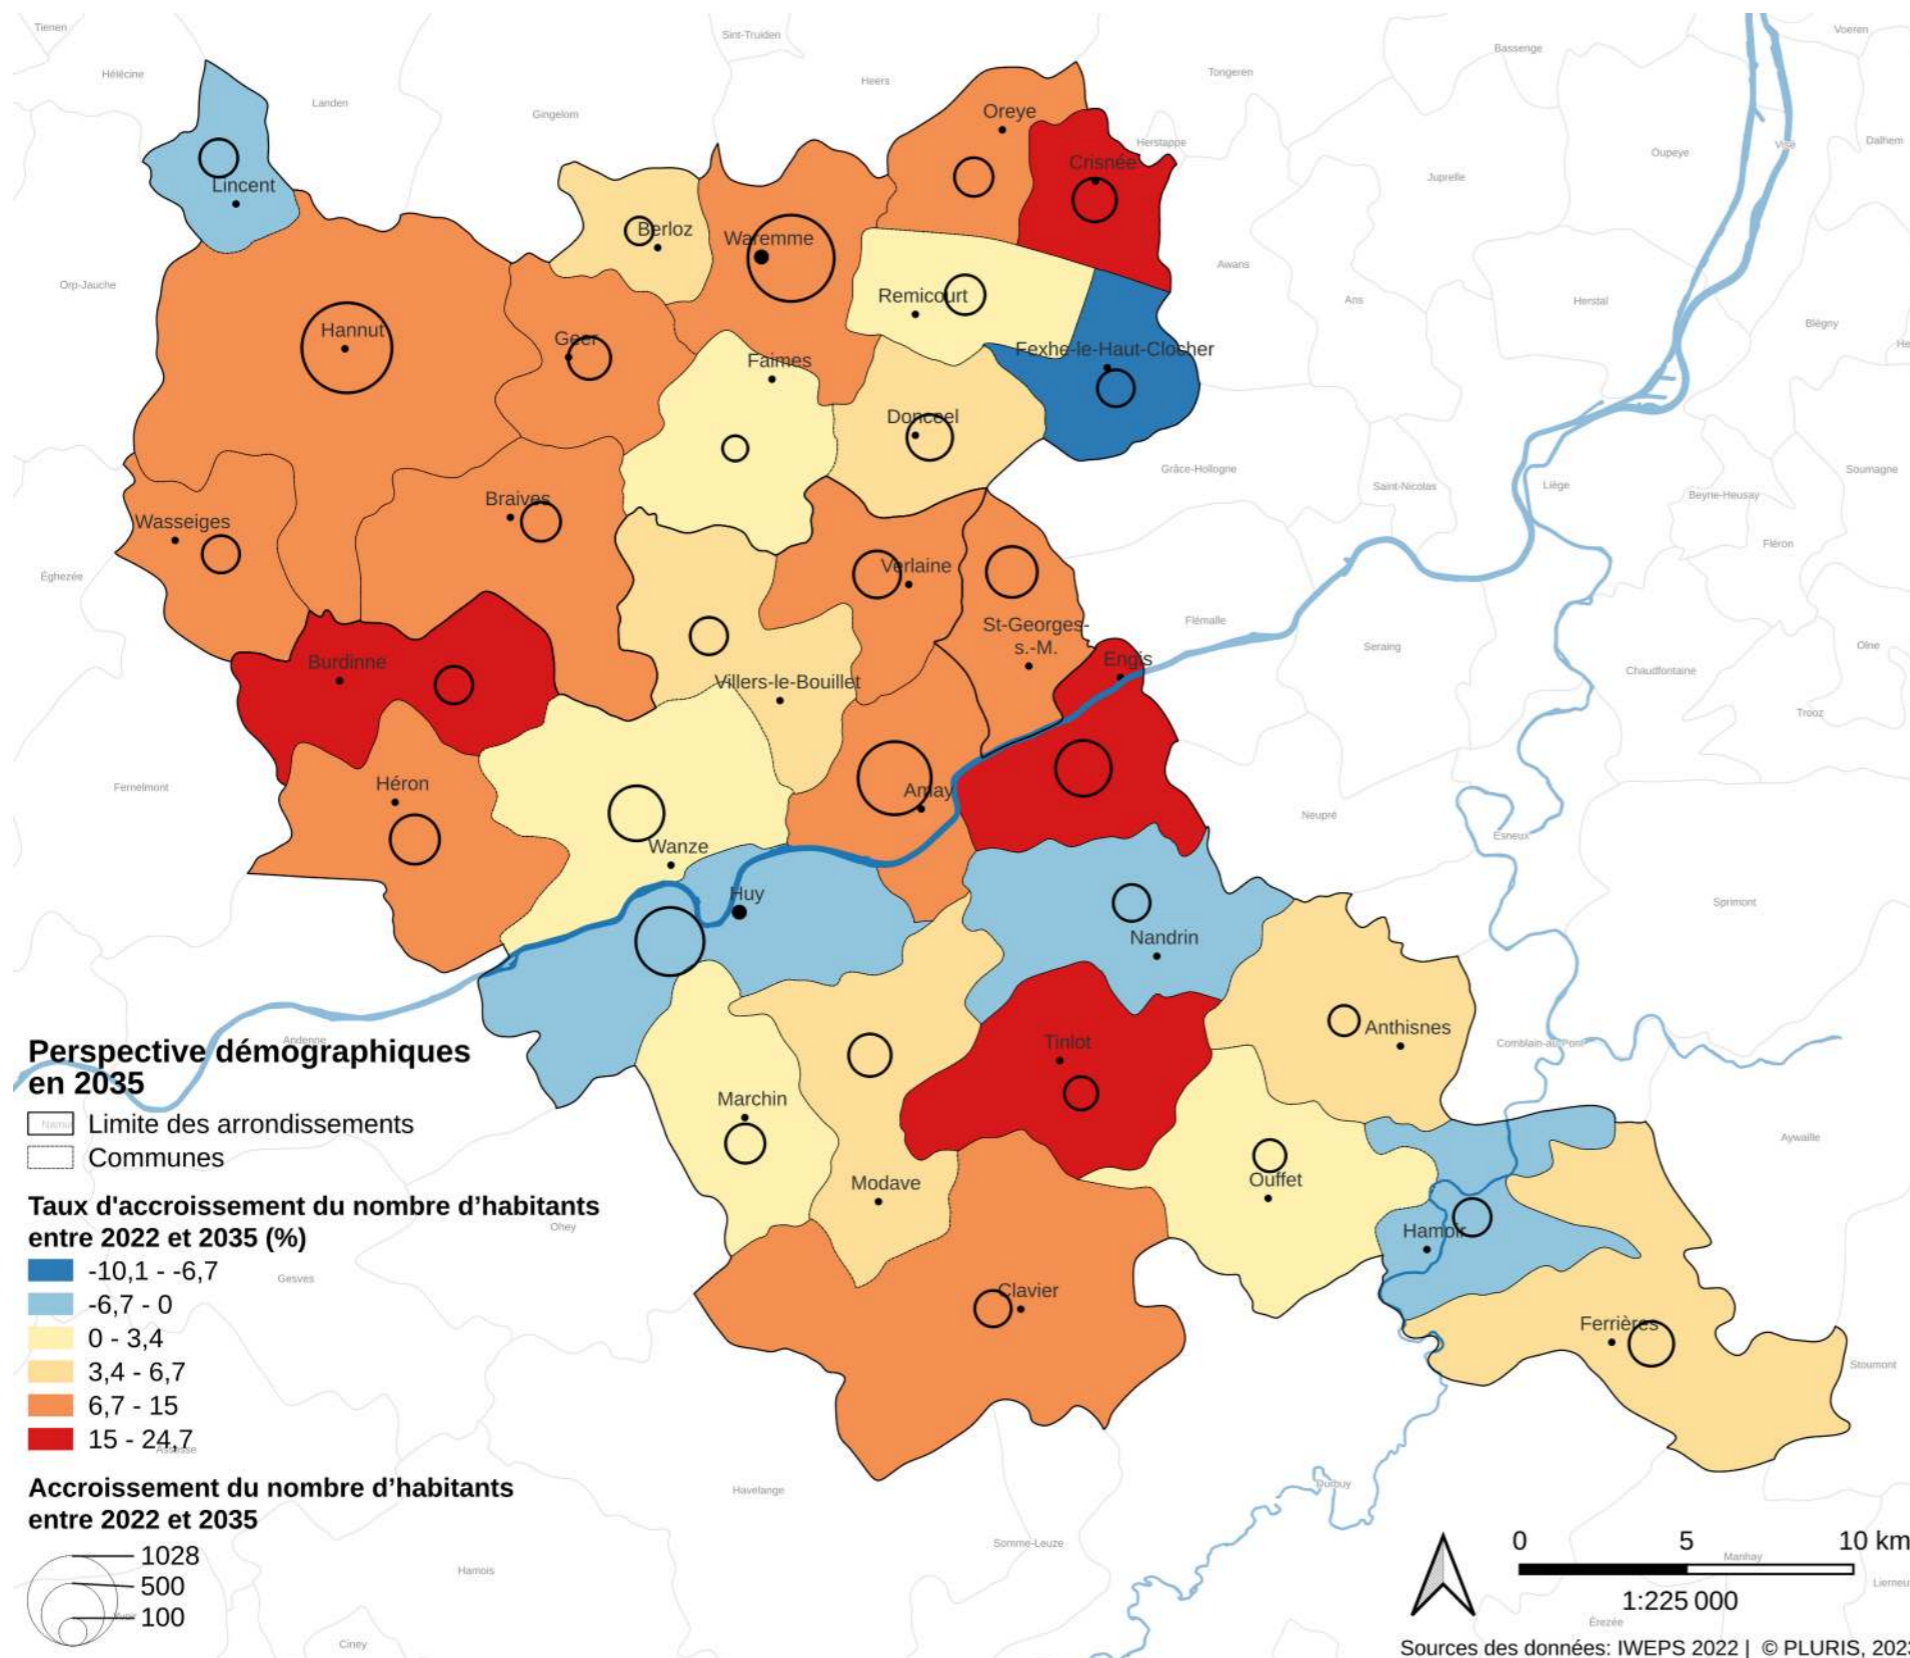 Tienen
Sint-Truiden
Voeren
Bassenge
Hélécine
Heers
Tongeren
Landen
Gingelom
Oreye
Herstappe
Visé
Dalhem
Oupeye
Crisnée
Juprelle
Lincent
Berloz
Waremme
Awans
Orp-Jauche
Remicourt
Ans
Herstal
Blégny
Hannut
Geer
Faimes
Fexhe-le-Haut-Clocher
Donceel
Grâce-Hollogne
Soumagne
Saint-Nicolas
Liège
Beyne-Heusay
Braives
Wasseiges
Fléron
Verlaine
Éghezée
St-Georges-
s.-M.
Flémalle
Seraing
Olne
Engis
Burdinne
Chaudfontaine
Villers-le-Bouillet
Trooz
Héron
Fernelmont
Amay
Neupré
Esneux
Wanze
Huy
Sprimont
Nandrin
Anthisnes
Andenne
Tinlot
Comblain-au-Pont
Perspective démographiques
en 2035
Namur
Limite des arrondissements
Communes
Marchin
Aywaille
Modave
Ouffet
Taux d'accroissement du nombre d’habitants
entre 2022 et 2035 (%)
Ohey
Hamoir
-10,1 - -6,7
Gesves
-6,7 - 0
Clavier
0 - 3,4
Ferrières
3,4 - 6,7
Stoumont
6,7 - 15
15 - 24,7
Assesse
Accroissement du nombre d’habitants
entre 2022 et 2035
Havelange
Durbuy
Somme-Leuze
1028
500
100
Yvoir
Hamois
Ciney
0 5 10 km
Manhay
1:225 000
Érezée
Sources des données: IWEPS 2022 | © PLURIS, 2023